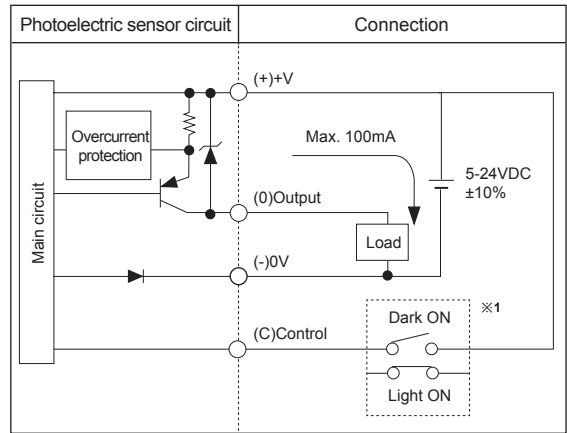 Photoelectric sensor circuit
Connection
(+)+V
Overcurrent
protection
Max. 100mA
5-24VDC
±10%
Main circuit
(0)Output
Load
(-)0V
※1
Dark ON
(C)Control
Light ON